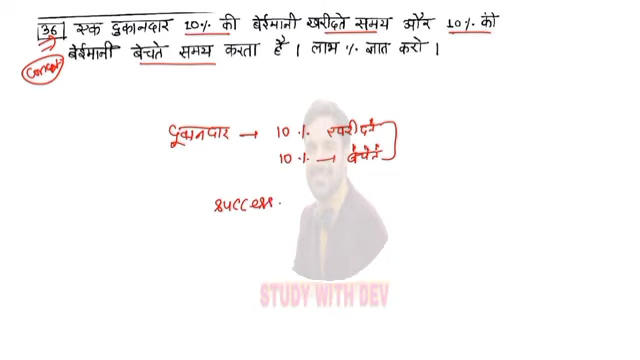 36 एक दुकानदार 10% की बेईमानी खरीदते समय और 10% की
Concept बेईमानी बेचते समय करता है। लाभ % ज्ञात करो।
दुकानदार → 10 % खरीदते
10 % → बेचते
success.
STUDY WITH DEV